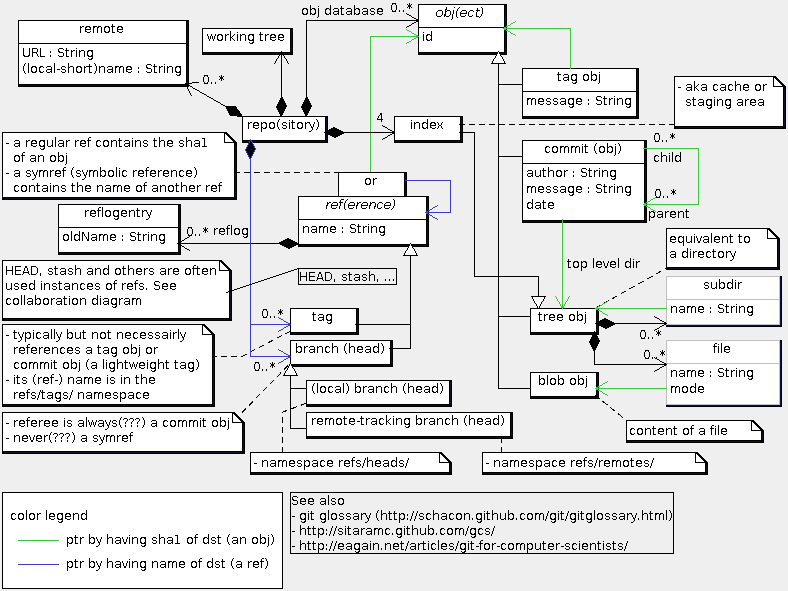 remote
URL : String
(local-short)name : String
0..*
working tree
obj database
0..*
obj(ect)
id
tag obj
message : String
- aka cache or
staging area
repo(sitory)
4
index
- a regular ref contains the sha1
of an obj
- a symref (symbolic reference)
contains the name of another ref
commit (obj)
author : String
message : String
date
0..*
child
0..*
parent
or
ref(erence)
name : String
reflogentry
oldName : String
0..* reflog
HEAD, stash and others are often
used instances of refs. See
collaboration diagram
HEAD, stash, ...
top level dir
equivalent to
a directory
subdir
name : String
0..*
tree obj
0..*
tag
- typically but not necessairly
references a tag obj or
commit obj (a lightweight tag)
- its (ref-) name is in the
refs/tags/ namespace
branch (head)
0..*
0..*
file
name : String
mode
blob obj
(local) branch (head)
remote-tracking branch (head)
- referee is always(???) a commit obj
- never(???) a symref
content of a file
- namespace refs/heads/
- namespace refs/remotes/
color legend
ptr by having sha1 of dst (an obj)
ptr by having name of dst (a ref)
See also
- git glossary (http://schacon.github.com/git/gitglossary.html)
- http://sitaramc.github.com/gcs/
- http://eagain.net/articles/git-for-computer-scientists/